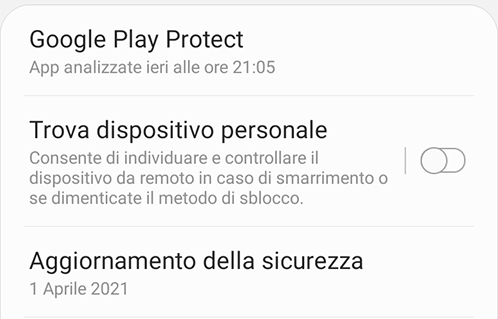 Google Play Protect
App analizzate ieri alle ore 21:05
Trova dispositivo personale
Consente di individuare e controllare il
dispositivo da remoto in caso di smarrimento o
se dimenticate il metodo di sblocco.
Aggiornamento della sicurezza
1 Aprile 2021